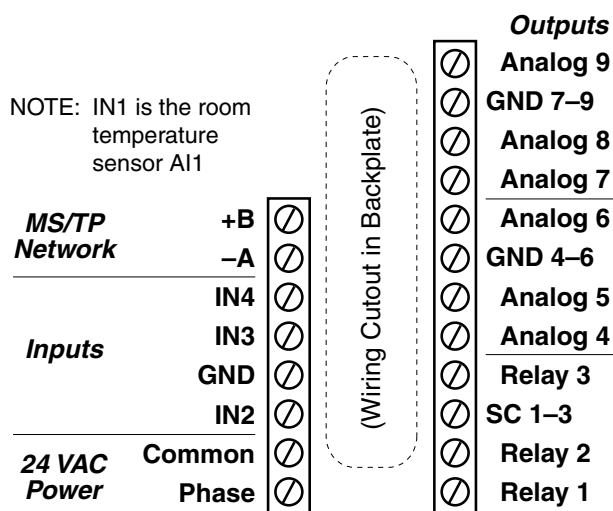 NOTE: IN1 is the room
temperature
sensor AI1
MS/TP
Network
+B
–A
Inputs
IN4
IN3
GND
IN2
24 VAC
Power
Common
Phase
(Wiring Cutout in Backplate)
Outputs
Analog 9
GND 7–9
Analog 8
Analog 7
Analog 6
GND 4–6
Analog 5
Analog 4
Relay 3
SC 1–3
Relay 2
Relay 1